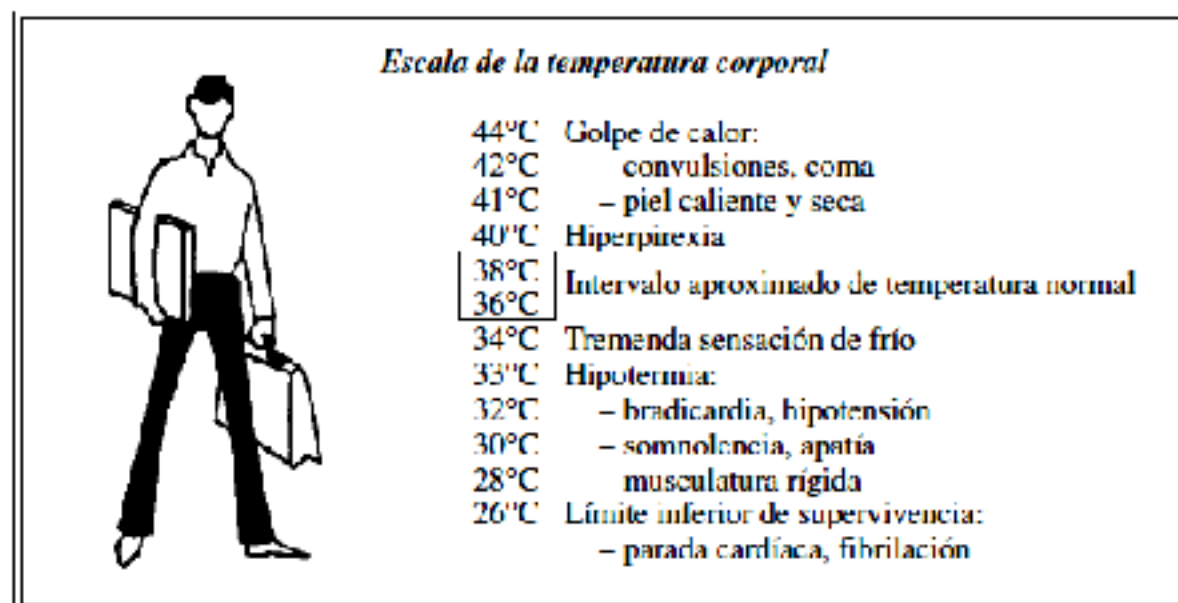 Escala de la temperatura corporal
44°C Golpe de calor:
42°C convulsiones, coma
41°C – piel caliente y seca
40°C Hiperpirexia
38°C
Intervalo aproximado de temperatura normal
36°C
34°C Tremenda sensación de frío
33°C Hipotermia:
32°C – bradicardia, hipotensión
30°C – somnolencia, apatía
28°C musculatura rígida
26°C Límite inferior de supervivencia:
– parada cardíaca, fibrilación